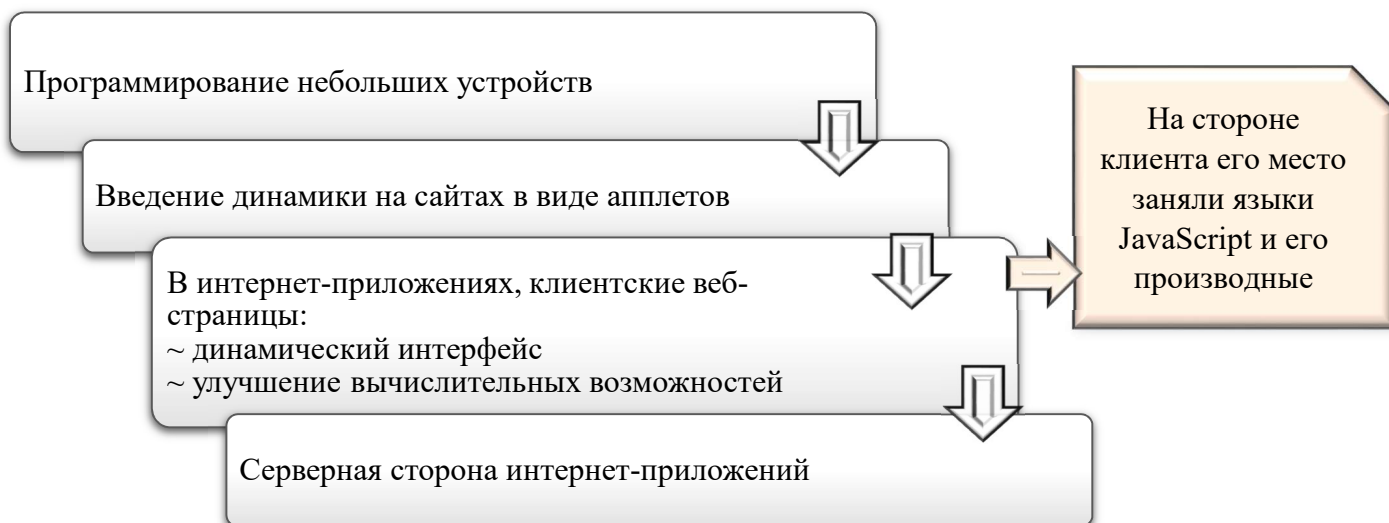 Программирование небольших устройств
Введение динамики на сайтах в виде апплетов
В интернет-приложениях, клиентские веб-
страницы:
~ динамический интерфейс
~ улучшение вычислительных возможностей
На стороне
клиента его место
заняли языки
JavaScript и его
производные
Серверная сторона интернет-приложений